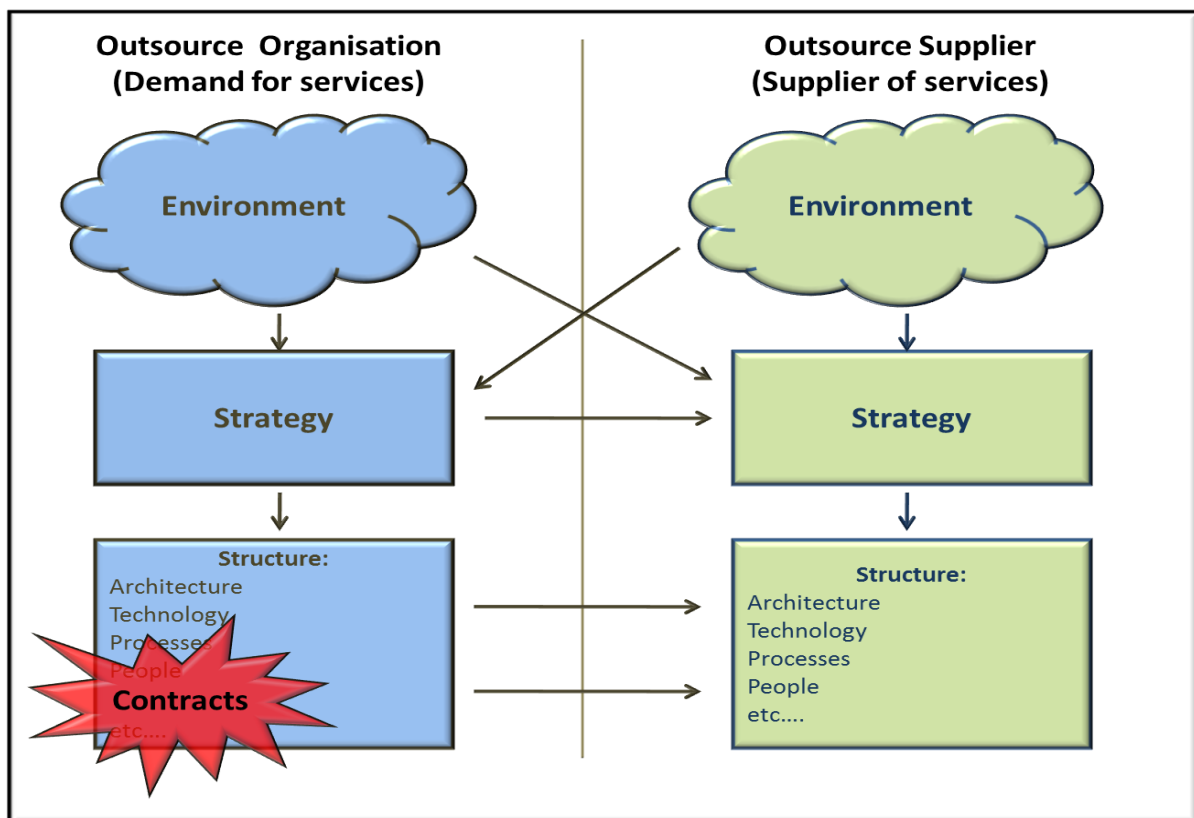 Outsource Organisation
(Demand for services)
Environment
Strategy
Structure:
Architecture
Technology
Processes
People
Contracts
etc....
Outsource Supplier
(Supplier of services)
Environment
Strategy
Structure:
Architecture
Technology
Processes
People
etc....